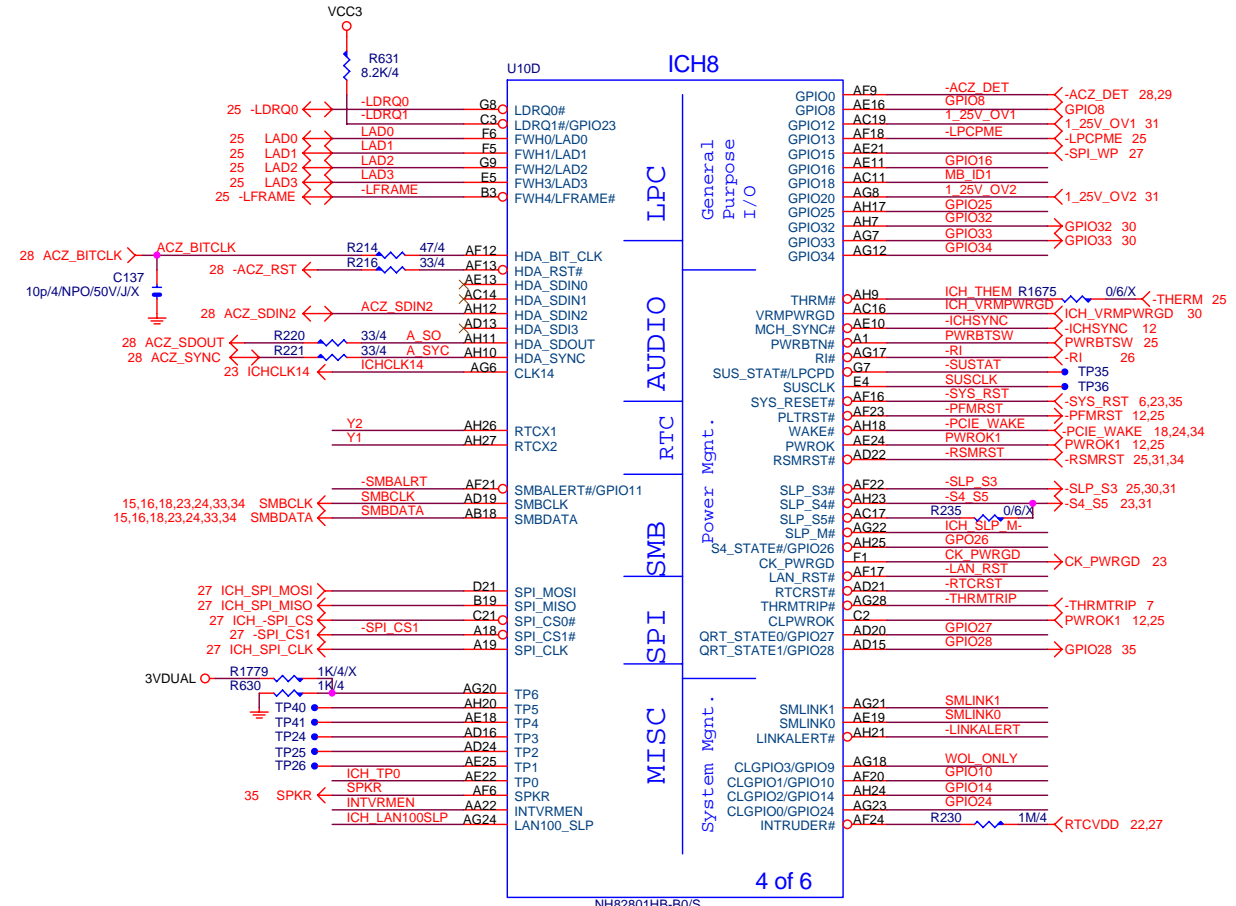 VCC3
R631
8.2K/4
U10D
ICH8
25 -LDRQ0 -LDRQ0 G8 LDRQ0#
-LDRQ1 C3 LDRQ1#/GPIO23
25 LAD0 LAD0 F6 FWH0/LAD0
25 LAD1 LAD1 F5 FWH1/LAD1
25 LAD2 LAD2 G9 FWH2/LAD2
25 LAD3 LAD3 E5 FWH3/LAD3
25 -LFRAME -LFRAME B3 FWH4/LFRAME#
LPC
28 ACZ_BITCLK ACZ_BITCLK R214 47/4 AF12 HDA_BIT_CLK
C137
10p/4/NPO/50V/J/X
28 -ACZ_RST R216 33/4 AF13 HDA_RST#
AE13 HDA_SDIN0
AC14 HDA_SDIN1
28 ACZ_SDIN2 ACZ_SDIN2 AH12 HDA_SDIN2
AD13 HDA_SDI3
28 ACZ_SDOUT R220 33/4 A_SO AH11 HDA_SDOUT
28 ACZ_SYNC R221 33/4 A_SYC AH10 HDA_SYNC
23 ICHCLK14 ICHCLK14 AG6 CLK14
AUDIO
Y2 AH26 RTCX1
Y1 AH27 RTCX2
RTC
-SMBALRT AF21 SMBALERT#/GPIO11
15,16,18,23,24,33,34 SMBCLK SMBCLK AD19 SMBCLK
15,16,18,23,24,33,34 SMBDATA SMBDATA AB18 SMBDATA
SMB
27 ICH_SPI_MOSI D21 SPI_MOSI
27 ICH_SPI_MISO B19 SPI_MISO
27 ICH_-SPI_CS C21 SPI_CS0#
27 -SPI_CS1 -SPI_CS1 A18 SPI_CS1#
27 ICH_SPI_CLK A19 SPI_CLK
SPI
3VDUAL R1779 1K/4/X
R630 1K/4
AG20 TP6
TP40 AH20 TP5
TP41 AE18 TP4
TP24 AD16 TP3
TP25 AD24 TP2
TP26 AE25 TP1
ICH_TP0 AE22 TP0
35 SPKR SPKR AF6 SPKR
INTVRMEN AA22 INTVRMEN
ICH_LAN100SLP AG24 LAN100_SLP
MISC
General
Purpose
I/O
GPIO0 AF9 -ACZ_DET -ACZ_DET 28,29
GPIO8 AE16 GPIO8 GPIO8
GPIO12 AC19 1_25V_OV1 1_25V_OV1 31
GPIO13 AF18 -LPCPME -LPCPME 25
GPIO15 AE21 -SPI_WP 27
GPIO16 AE11 GPIO16
GPIO18 AC11 MB_ID1
GPIO20 AG8 1_25V_OV2 1_25V_OV2 31
GPIO25 AH17 GPIO25
GPIO32 AH7 GPIO32 GPIO32 30
GPIO33 AG7 GPIO33 GPIO33 30
GPIO34 AG12 GPIO34
Power Mgnt.
THRM# AH9 ICH_THEM R1675 0/6/X -THERM 25
VRMPWRGD AC16 ICH_VRMPWRGD ICH_VRMPWRGD 30
MCH_SYNC# AE10 -ICHSYNC -ICHSYNC 12
PWRBTN# A1 PWRBTSW PWRBTSW 25
RI# AG17 -RI -RI 26
SUS_STAT#/LPCPD G7 -SUSTAT TP35
SUSCLK E4 SUSCLK TP36
SYS_RESET# AF16 -SYS_RST -SYS_RST 6,23,35
PLTRST# AF23 -PFMRST -PFMRST 12,25
WAKE# AH18 -PCIE_WAKE -PCIE_WAKE 18,24,34
PWROK AE24 PWROK1 PWROK1 12,25
RSMRST# AD22 -RSMRST -RSMRST 25,31,34
SLP_S3# AF22 -SLP_S3 -SLP_S3 25,30,31
SLP_S4# AH23 -S4_S5 -S4_S5 23,31
SLP_S5# AC17 R235 0/6/X
SLP_M# AG22 ICH_SLP_M-
S4_STATE#/GPIO26 AH25 GPO26
CK_PWRGD F1 CK_PWRGD CK_PWRGD 23
LAN_RST# AF17 -LAN_RST
RTCRST# AD21 -RTCRST
THRMTRIP# AG28 -THRMTRIP -THRMTRIP 7
CLPWROK C2 PWROK1 12,25
QRT_STATE0/GPIO27 AD20 GPIO27
QRT_STATE1/GPIO28 AD15 GPIO28 GPIO28 35
System Mgnt.
SMLINK1 AG21 SMLINK1
SMLINK0 AE19 SMLINK0
LINKALERT# AH21 -LINKALERT
CLGPIO3/GPIO9 AG18 WOL_ONLY
CLGPIO1/GPIO10 AF20 GPIO10
CLGPIO2/GPIO14 AH24 GPIO14
CLGPIO0/GPIO24 AG23 GPIO24
INTRUDER# AF24 R230 1M/4 RTCVDD 22,27
4 of 6
NH82801HB-B0/S